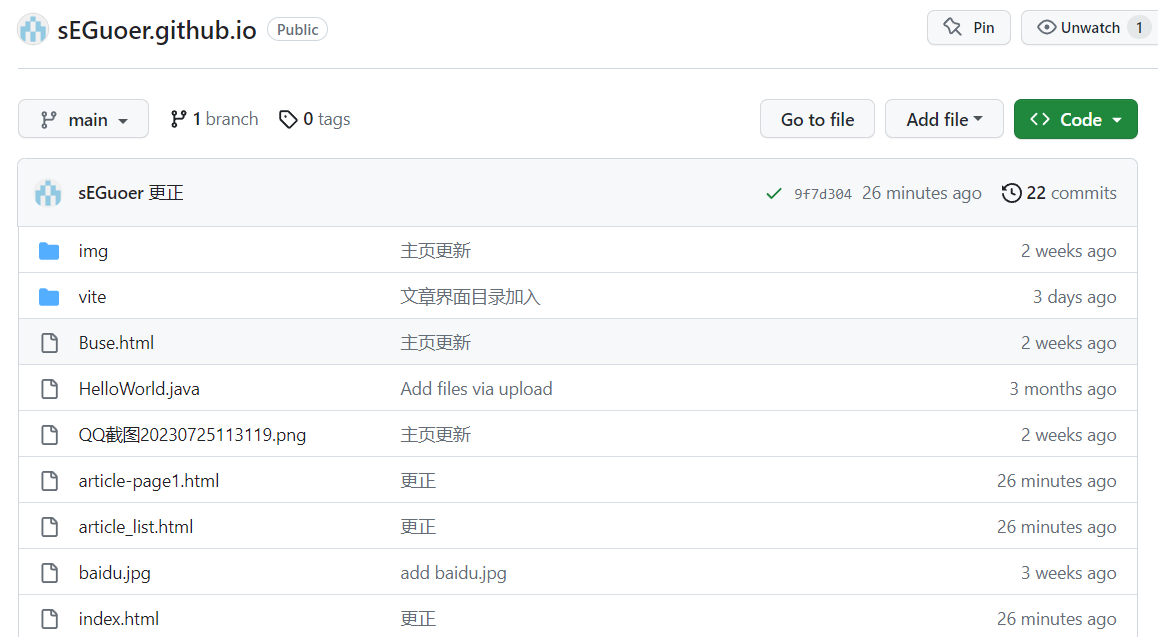 sEGuoer.github.io Public Pin Unwatch 1
main 1 branch 0 tags Go to file Add file Code
sEGuoer 更正 9f7d304 26 minutes ago 22 commits
img 主页更新 2 weeks ago
vite 文章界面目录加入 3 days ago
Buse.html 主页更新 2 weeks ago
HelloWorld.java Add files via upload 3 months ago
QQ截图20230725113119.png 主页更新 2 weeks ago
article-page1.html 更正 26 minutes ago
article_list.html 更正 26 minutes ago
baidu.jpg add baidu.jpg 3 weeks ago
index.html 更正 26 minutes ago